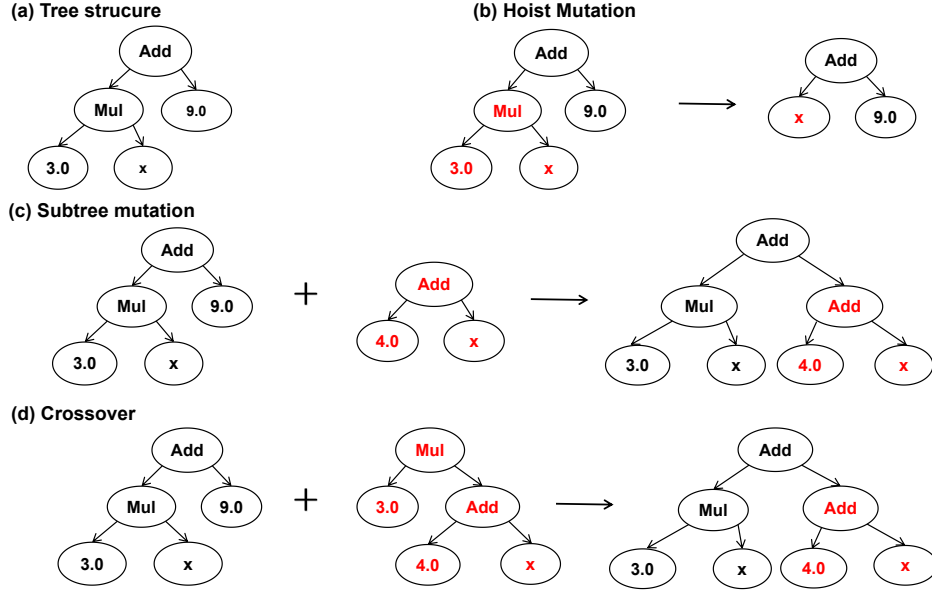 (a) Tree strucure
Add
Mul
9.0
3.0
x
(b) Hoist Mutation
Add
Mul
9.0
3.0
x
Add
x
9.0
(c) Subtree mutation
Add
Mul
9.0
3.0
x
+
Add
4.0
x
Add
Mul
Add
3.0
x
4.0
x
(d) Crossover
Add
Mul
9.0
3.0
x
+
Mul
3.0
Add
4.0
x
Add
Mul
Add
3.0
x
4.0
x